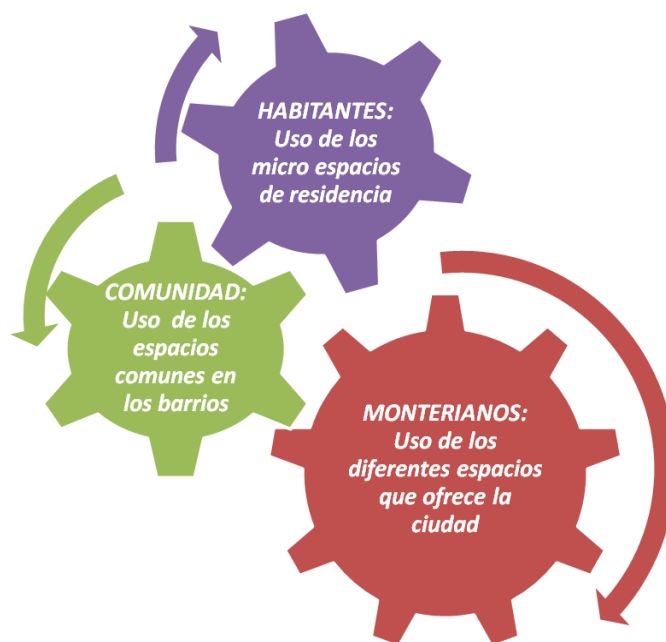 HABITANTES:
Uso de los
micro espacios
de residencia
COMUNIDAD:
Uso de los
espacios
comunes en
los barrios
MONTERIANOS:
Uso de los
diferentes espacios
que ofrece la
ciudad